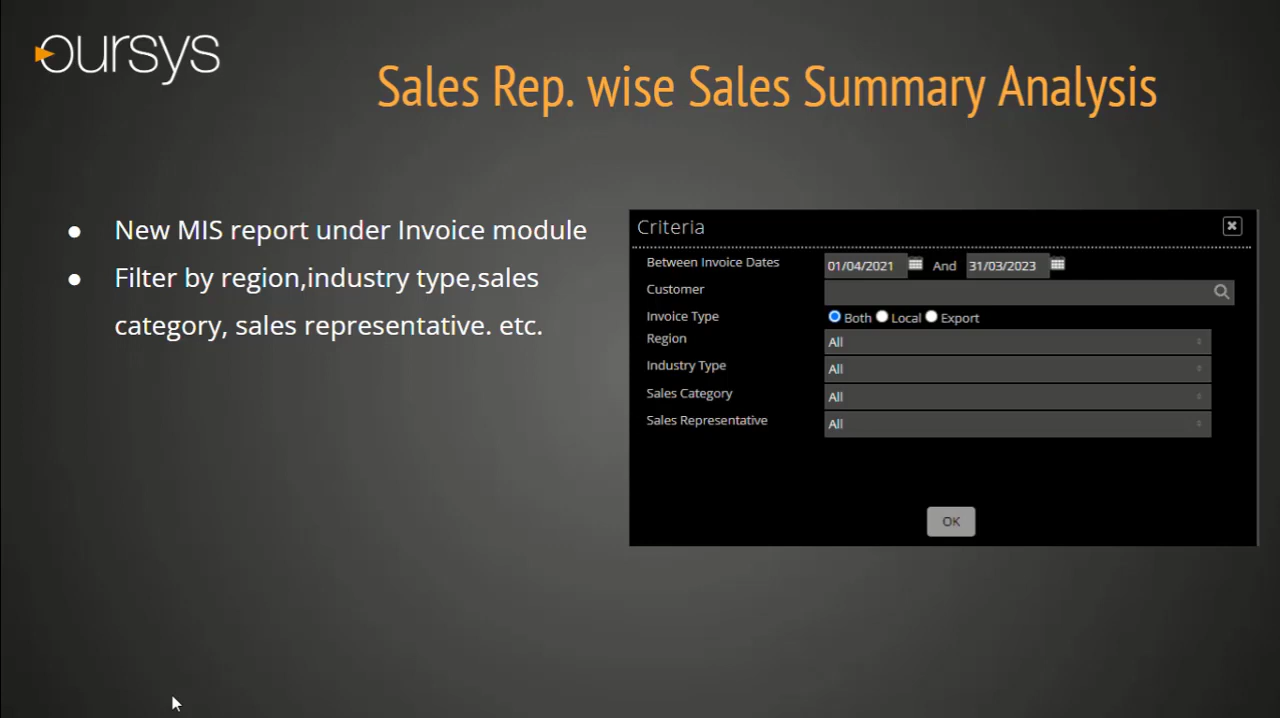 oursys
Sales Rep. wise Sales Summary Analysis
● New MIS report under Invoice module
● Filter by region,industry type,sales
category, sales representative. etc.
Criteria
Between Invoice Dates 01/04/2021 And 31/03/2023
Customer
Invoice Type Both Local Export
Region All
Industry Type All
Sales Category All
Sales Representative All
OK